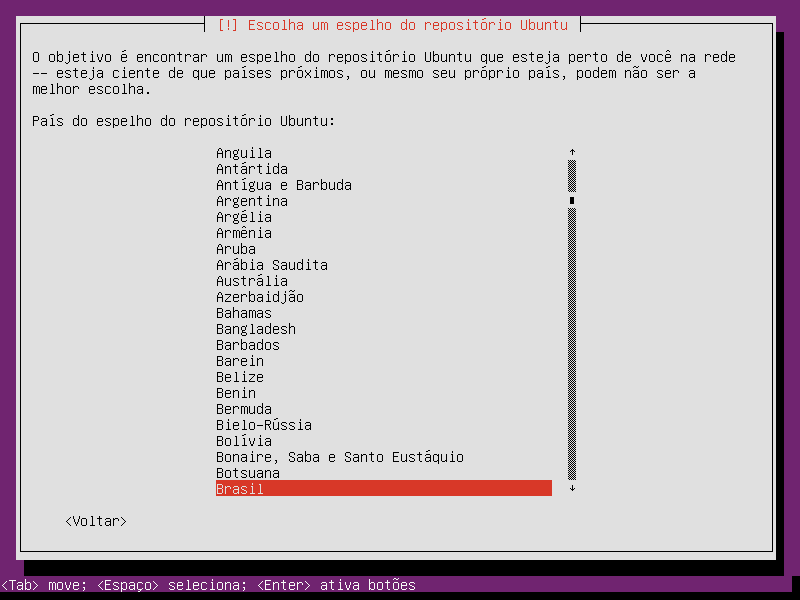 [!] Escolha um espelho do repositório Ubuntu
O objetivo é encontrar um espelho do repositório Ubuntu que esteja perto de você na rede
-- esteja ciente de que países próximos, ou mesmo seu próprio país, podem não ser a
melhor escolha.
País do espelho do repositório Ubuntu:
Anguila
Antártida
Antígua e Barbuda
Argentina
Argélia
Armênia
Aruba
Arábia Saudita
Austrália
Azerbaidjão
Bahamas
Bangladesh
Barbados
Barein
Belize
Benin
Bermuda
Bielo-Rússia
Bolívia
Bonaire, Saba e Santo Eustáquio
Botsuana
Brasil
<Voltar>
<Tab> move; <Espaço> seleciona; <Enter> ativa botões